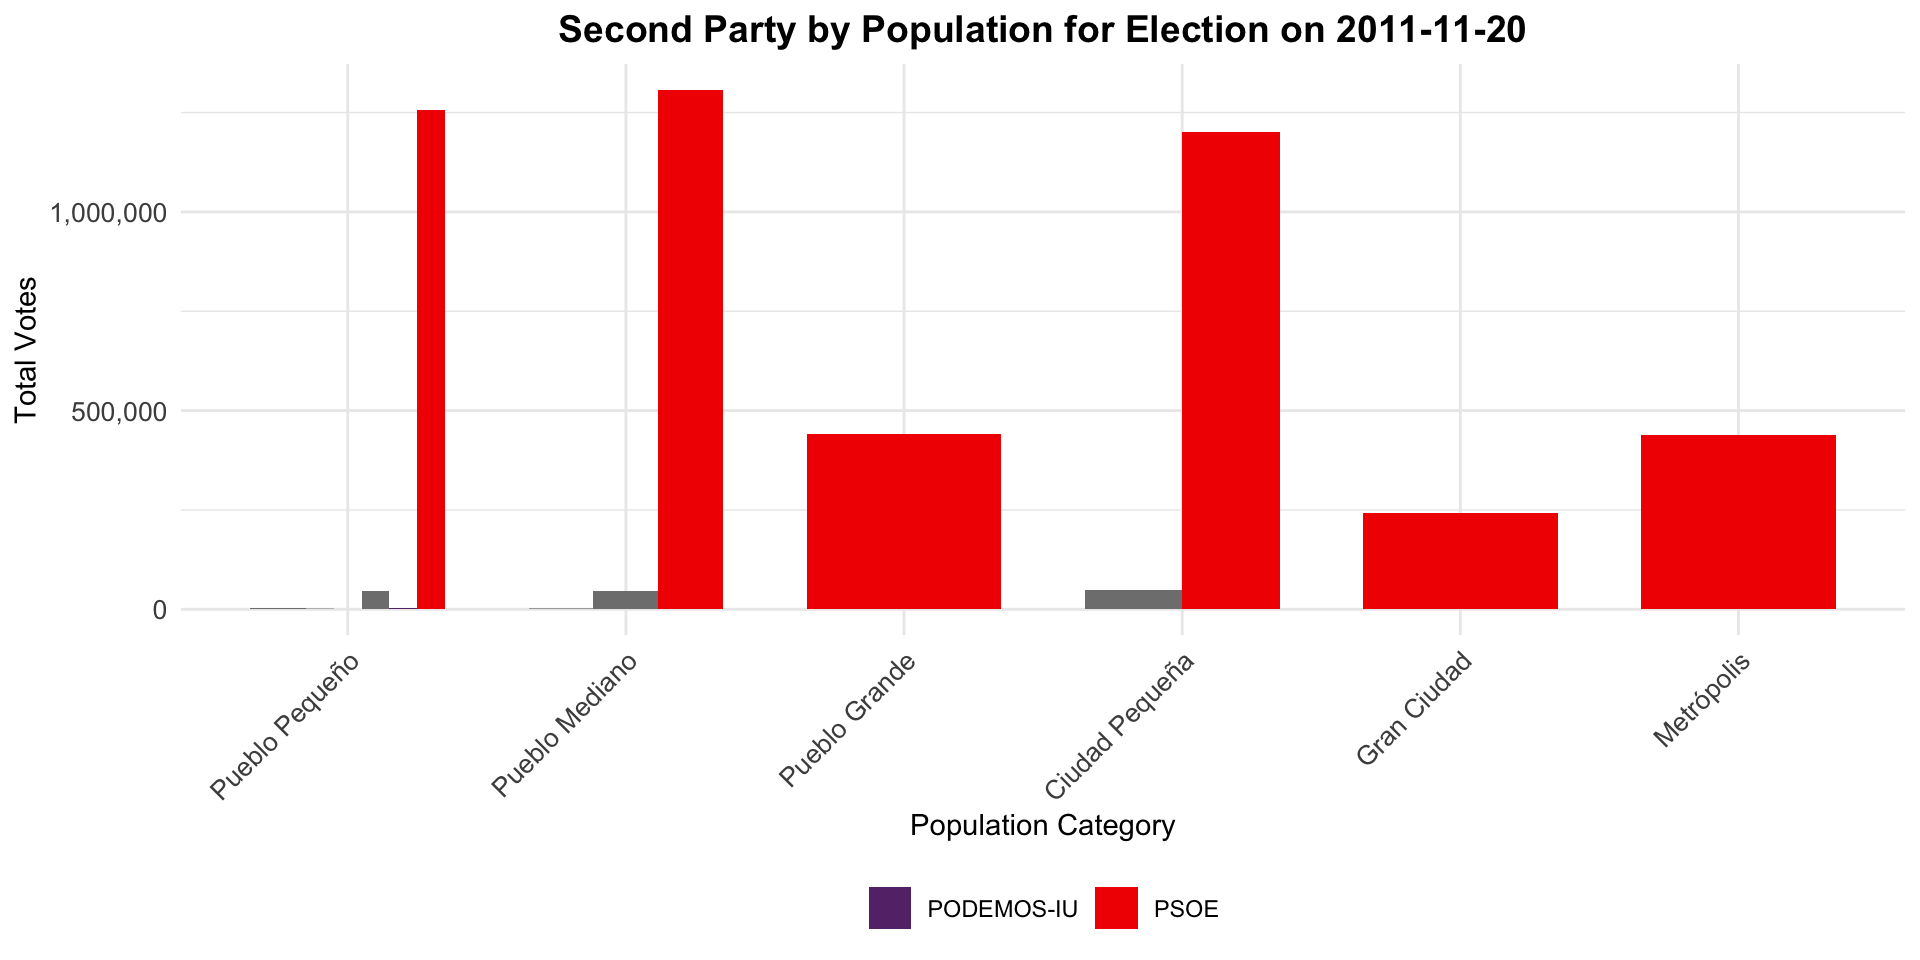 Second Party by Population for Election on 2011-11-20
Total Votes
1,000,000
500,000
0
Pueblo Pequeño
Pueblo Mediano
Pueblo Grande
Ciudad Pequeña
Gran Ciudad
Metrópolis
Population Category
PODEMOS-IU
PSOE